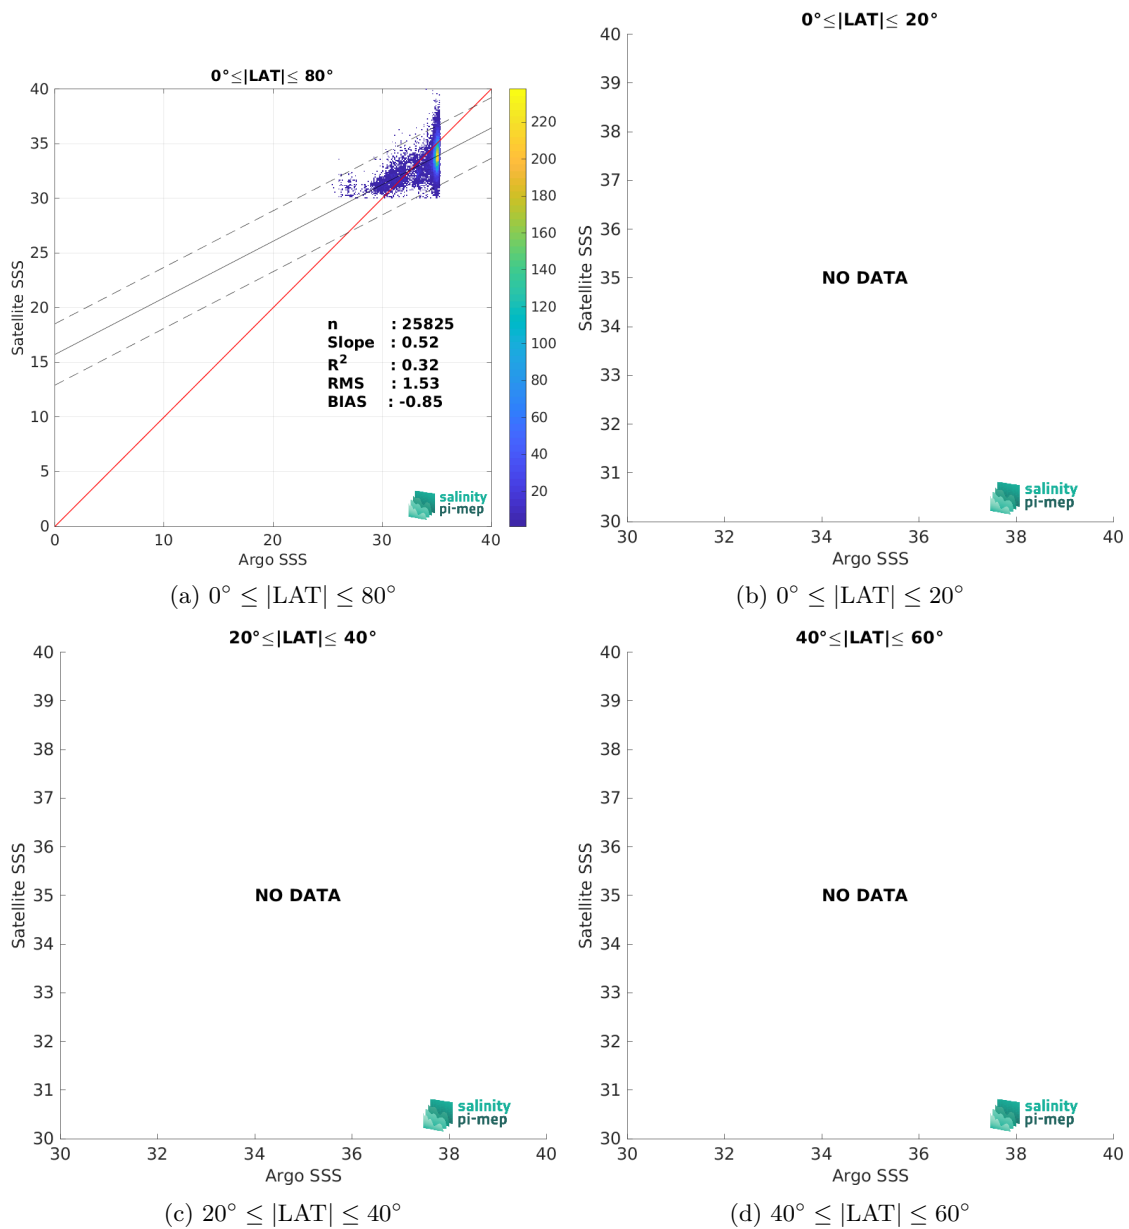 0°≤|LAT|≤ 80°
40
35
30
25
20
15
10
5
0
Satellite SSS
0
10
20
30
40
Argo SSS
n : 25825
Slope : 0.52
R² : 0.32
RMS : 1.53
BIAS : -0.85
220
200
180
160
140
120
100
80
60
40
20
salinity
pi-mep
(a) 0° ≤ |LAT| ≤ 80°
0°≤|LAT|≤ 20°
40
39
38
37
36
35
34
33
32
31
30
Satellite SSS
NO DATA
salinity
pi-mep
30
32
34
36
38
40
Argo SSS
(b) 0° ≤ |LAT| ≤ 20°
20°≤|LAT|≤ 40°
40
39
38
37
36
35
34
33
32
31
30
Satellite SSS
NO DATA
salinity
pi-mep
30
32
34
36
38
40
Argo SSS
(c) 20° ≤ |LAT| ≤ 40°
40°≤|LAT|≤ 60°
40
39
38
37
36
35
34
33
32
31
30
Satellite SSS
NO DATA
salinity
pi-mep
30
32
34
36
38
40
Argo SSS
(d) 40° ≤ |LAT| ≤ 60°